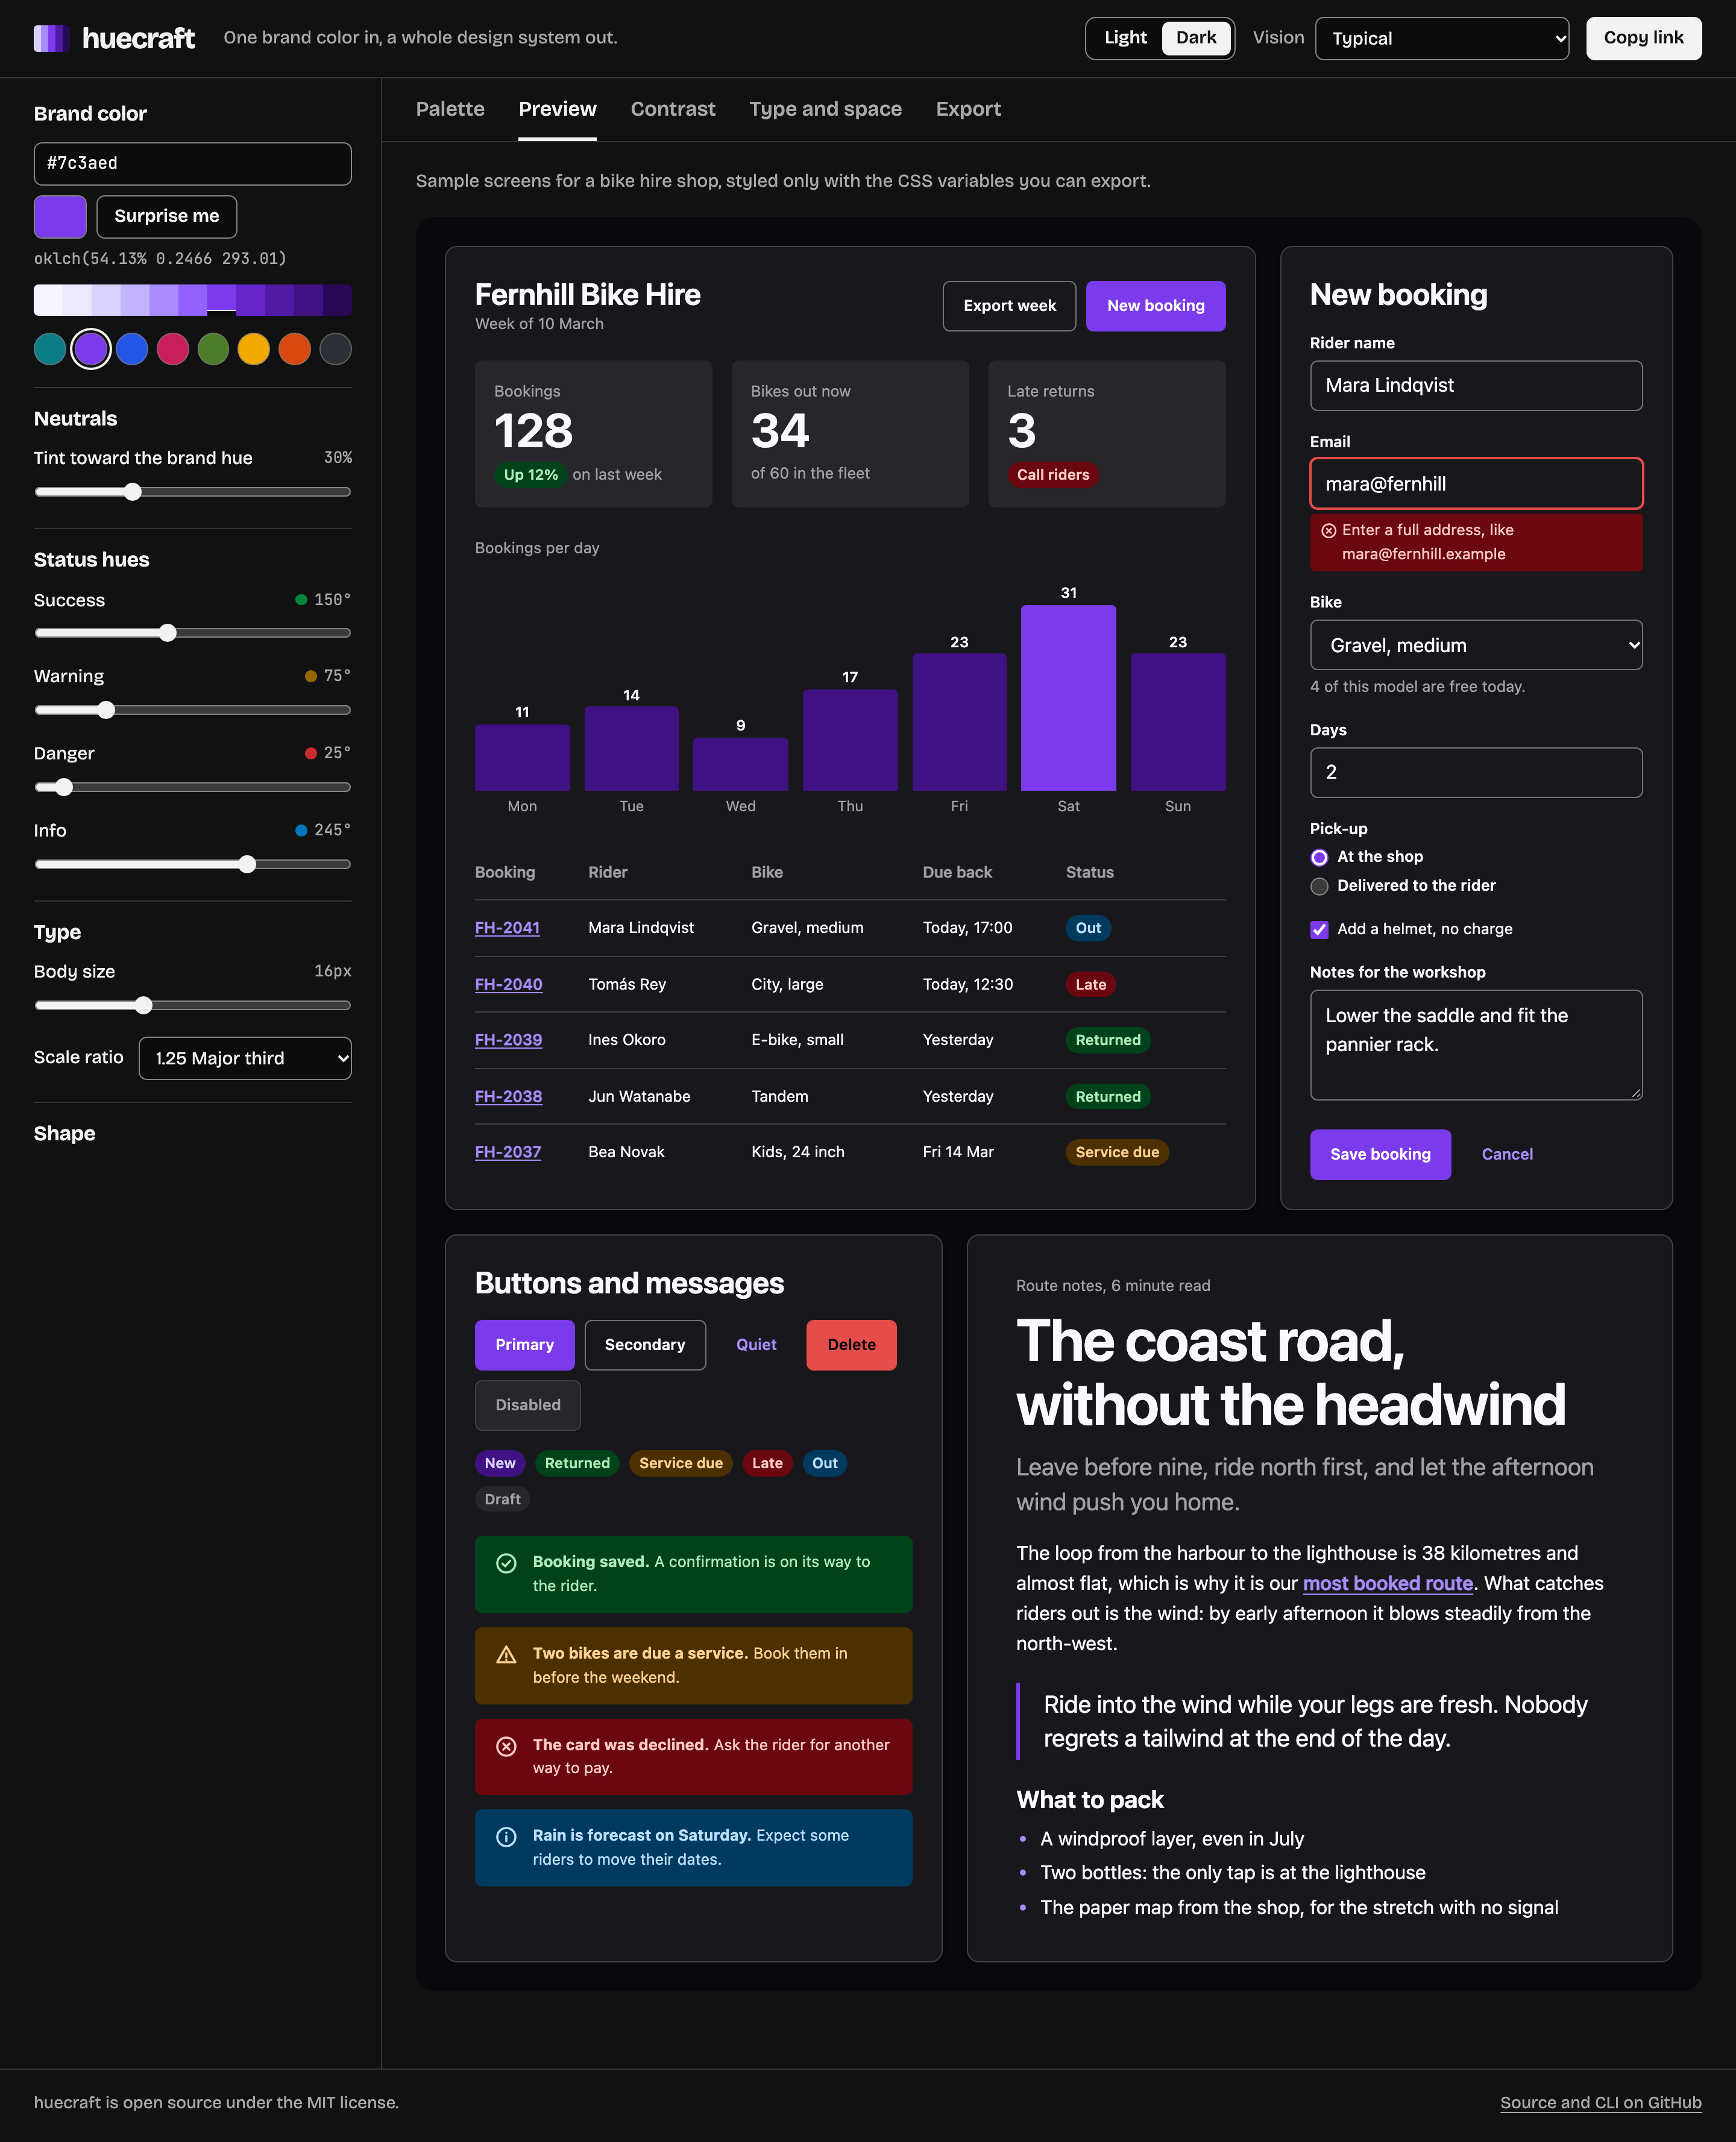 huecraft
One brand color in, a whole design system out.
Light
Dark
Vision
Typical
Copy link
Brand color
#7c3aed
Surprise me
oklch(54.13% 0.2466 293.01)
Neutrals
Tint toward the brand hue
30%
Status hues
Success
150°
Warning
75°
Danger
25°
Info
245°
Type
Body size
16px
Scale ratio
1.25 Major third
Shape
Palette
Preview
Contrast
Type and space
Export
Sample screens for a bike hire shop, styled only with the CSS variables you can export.
Fernhill Bike Hire
Week of 10 March
Export week
New booking
Bookings
128
Up 12% on last week
Bikes out now
34
of 60 in the fleet
Late returns
3
Call riders
Bookings per day
11
14
9
17
23
31
23
Mon
Tue
Wed
Thu
Fri
Sat
Sun
Booking Rider Bike Due back Status
FH-2041 Mara Lindqvist Gravel, medium Today, 17:00 Out
FH-2040 Tomás Rey City, large Today, 12:30 Late
FH-2039 Ines Okoro E-bike, small Yesterday Returned
FH-2038 Jun Watanabe Tandem Yesterday Returned
FH-2037 Bea Novak Kids, 24 inch Fri 14 Mar Service due
New booking
Rider name
Mara Lindqvist
Email
mara@fernhill
Enter a full address, like
mara@fernhill.example
Bike
Gravel, medium
4 of this model are free today.
Days
2
Pick-up
At the shop
Delivered to the rider
Add a helmet, no charge
Notes for the workshop
Lower the saddle and fit the
pannier rack.
Save booking
Cancel
Buttons and messages
Primary
Secondary
Quiet
Delete
Disabled
New
Returned
Service due
Late
Out
Draft
Booking saved. A confirmation is on its way to
the rider.
Two bikes are due a service. Book them in
before the weekend.
The card was declined. Ask the rider for another
way to pay.
Rain is forecast on Saturday. Expect some
riders to move their dates.
Route notes, 6 minute read
The coast road,
without the headwind
Leave before nine, ride north first, and let the afternoon
wind push you home.
The loop from the harbour to the lighthouse is 38 kilometres and
almost flat, which is why it is our most booked route. What catches
riders out is the wind: by early afternoon it blows steadily from the
north-west.
Ride into the wind while your legs are fresh. Nobody
regrets a tailwind at the end of the day.
What to pack
• A windproof layer, even in July
• Two bottles: the only tap is at the lighthouse
• The paper map from the shop, for the stretch with no signal
huecraft is open source under the MIT license.
Source and CLI on GitHub